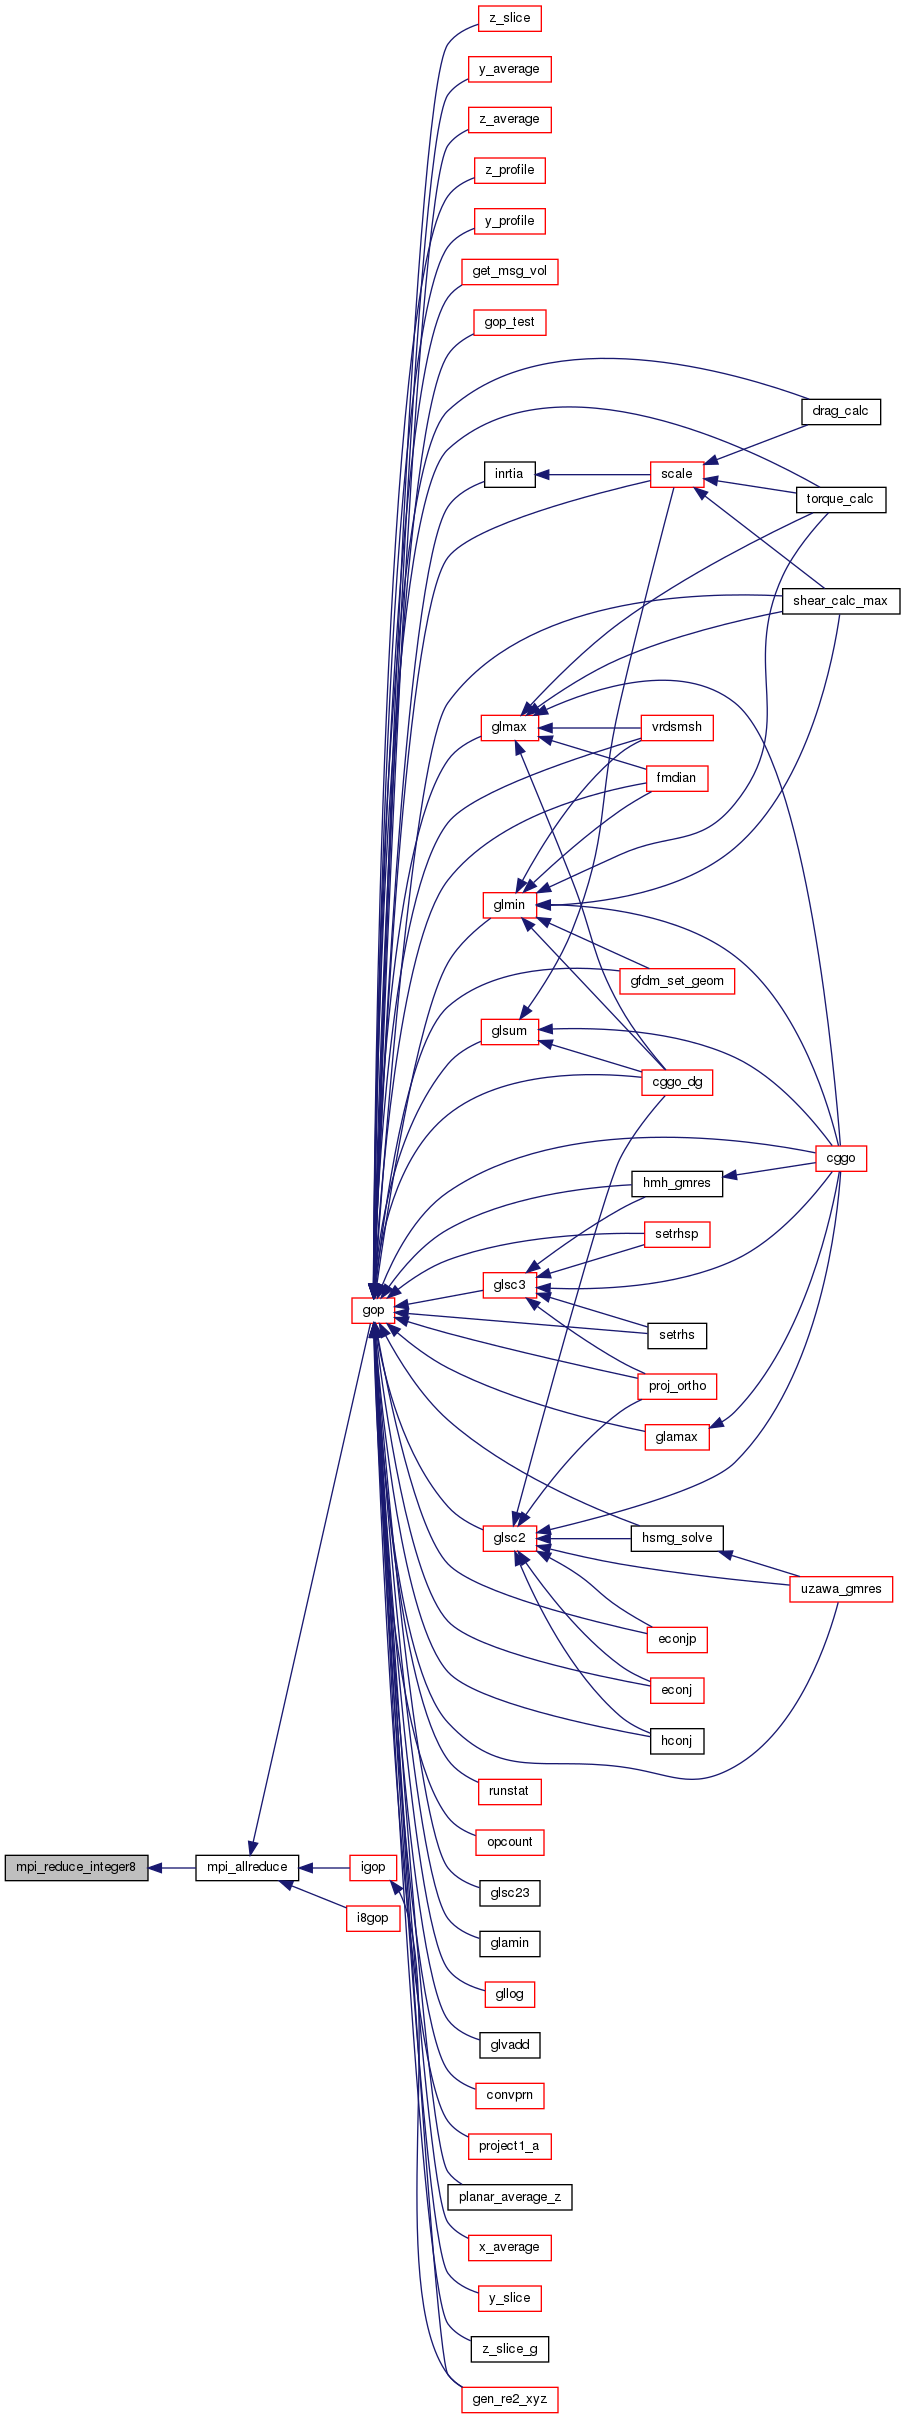 z_slice
y_average
z_average
z_profile
y_profile
get_msg_vol
gop_test
drag_calc
inrtia
scale
torque_calc
shear_calc_max
glmax
vrdsmsh
fmdian
glmin
gfdm_set_geom
glsum
cggo_dg
cggo
hmh_gmres
setrhsp
glsc3
gop
setrhs
proj_ortho
glamax
glsc2
hsmg_solve
uzawa_gmres
econjp
econj
hconj
runstat
opcount
mpi_reduce_integer8
mpi_allreduce
igop
glsc23
i8gop
glamin
gllog
glvadd
convprn
project1_a
planar_average_z
x_average
y_slice
z_slice_g
gen_re2_xyz